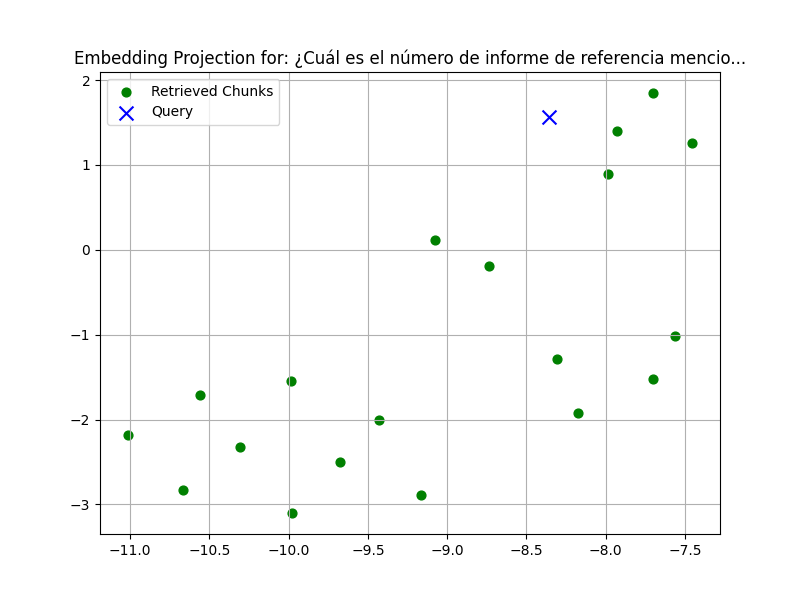 Embedding Projection for: ¿Cuál es el número de informe de referencia mencio...
Retrieved Chunks
Query
2
1
0
−1
−2
−3
−11.0 −10.5 −10.0 −9.5 −9.0 −8.5 −8.0 −7.5